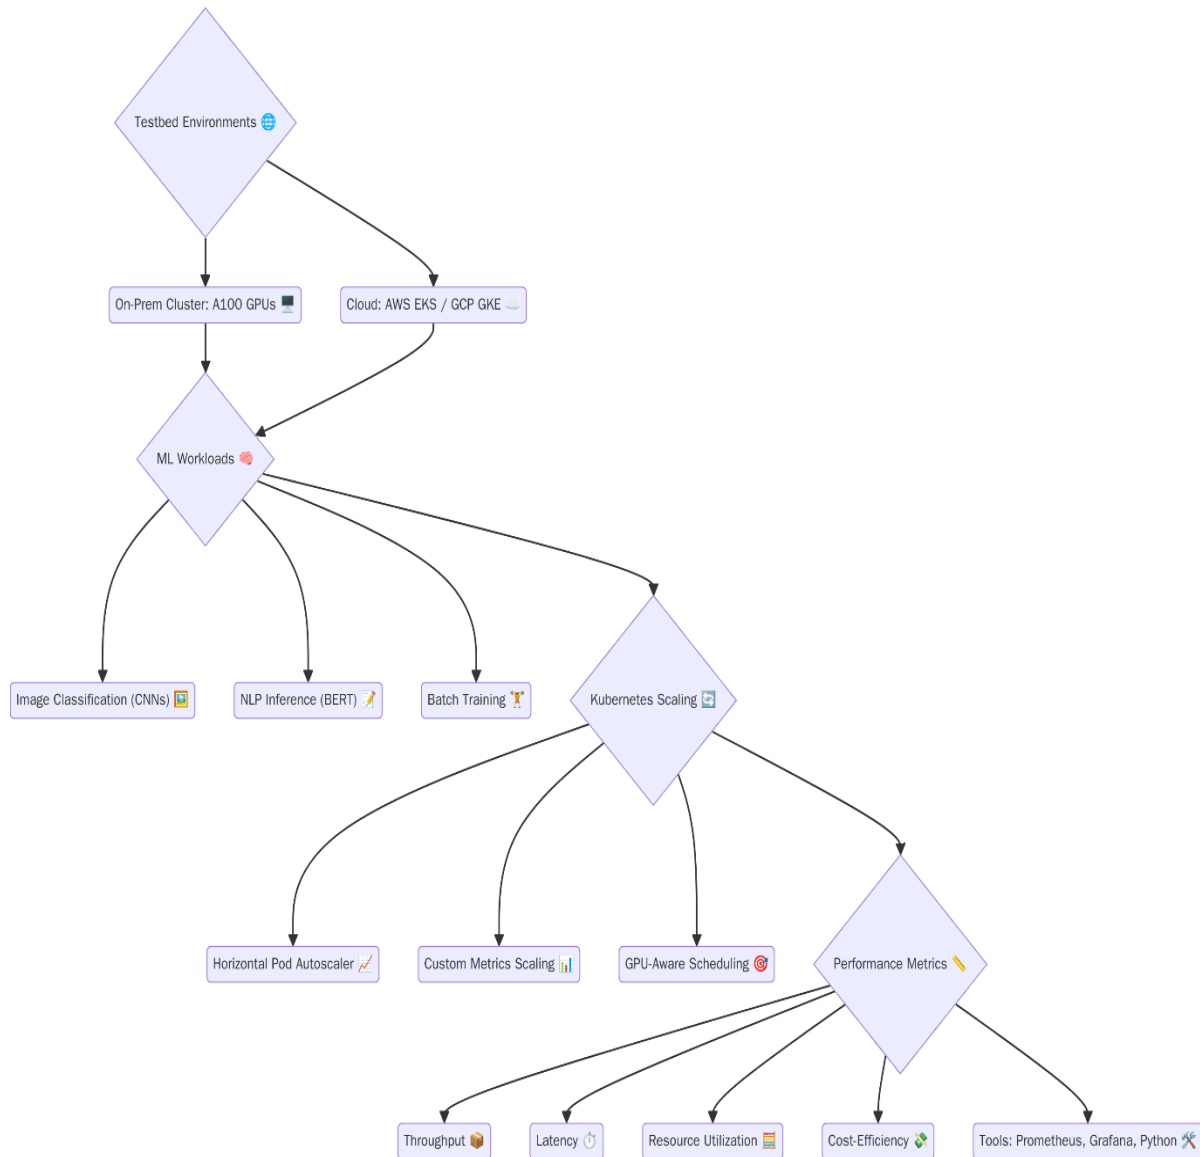 Testbed Environments 🌐
On-Prem Cluster: A100 GPUs 🖥️
Cloud: AWS EKS / GCP GKE ☁️
ML Workloads 🧠
Image Classification (CNNs) 🖼️
NLP Inference (BERT) 📝
Batch Training 🏋️
Kubernetes Scaling 🔄
Horizontal Pod Autoscaler 📈
Custom Metrics Scaling 📊
GPU-Aware Scheduling 🎯
Performance Metrics 📏
Throughput 📦
Latency ⏱️
Resource Utilization 🧮
Cost-Efficiency 💸
Tools: Prometheus, Grafana, Python 🛠️